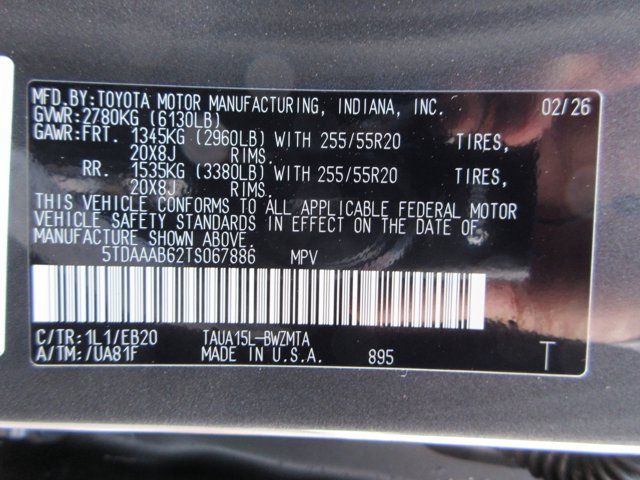 MFD.BY:TOYOTA MOTOR MANUFACTURING, INDIANA, INC. 02/26
GVWR:2780KG (6130LB)
GAWR:FRT. 1345KG (2960LB) WITH 255/55R20 TIRES,
20X8J RIMS.
RR. 1535KG (3380LB) WITH 255/55R20 TIRES,
20X8J RIMS.
THIS VEHICLE CONFORMS TO ALL APPLICABLE FEDERAL MOTOR
VEHICLE SAFETY STANDARDS IN EFFECT ON THE DATE OF
MANUFACTURE SHOWN ABOVE.
5TDAAAB62TS067886 MPV
C/TR:1L1/EB20 TAUA15L-BWZMTA
A/TM:/UA81F MADE IN U.S.A. 895 T